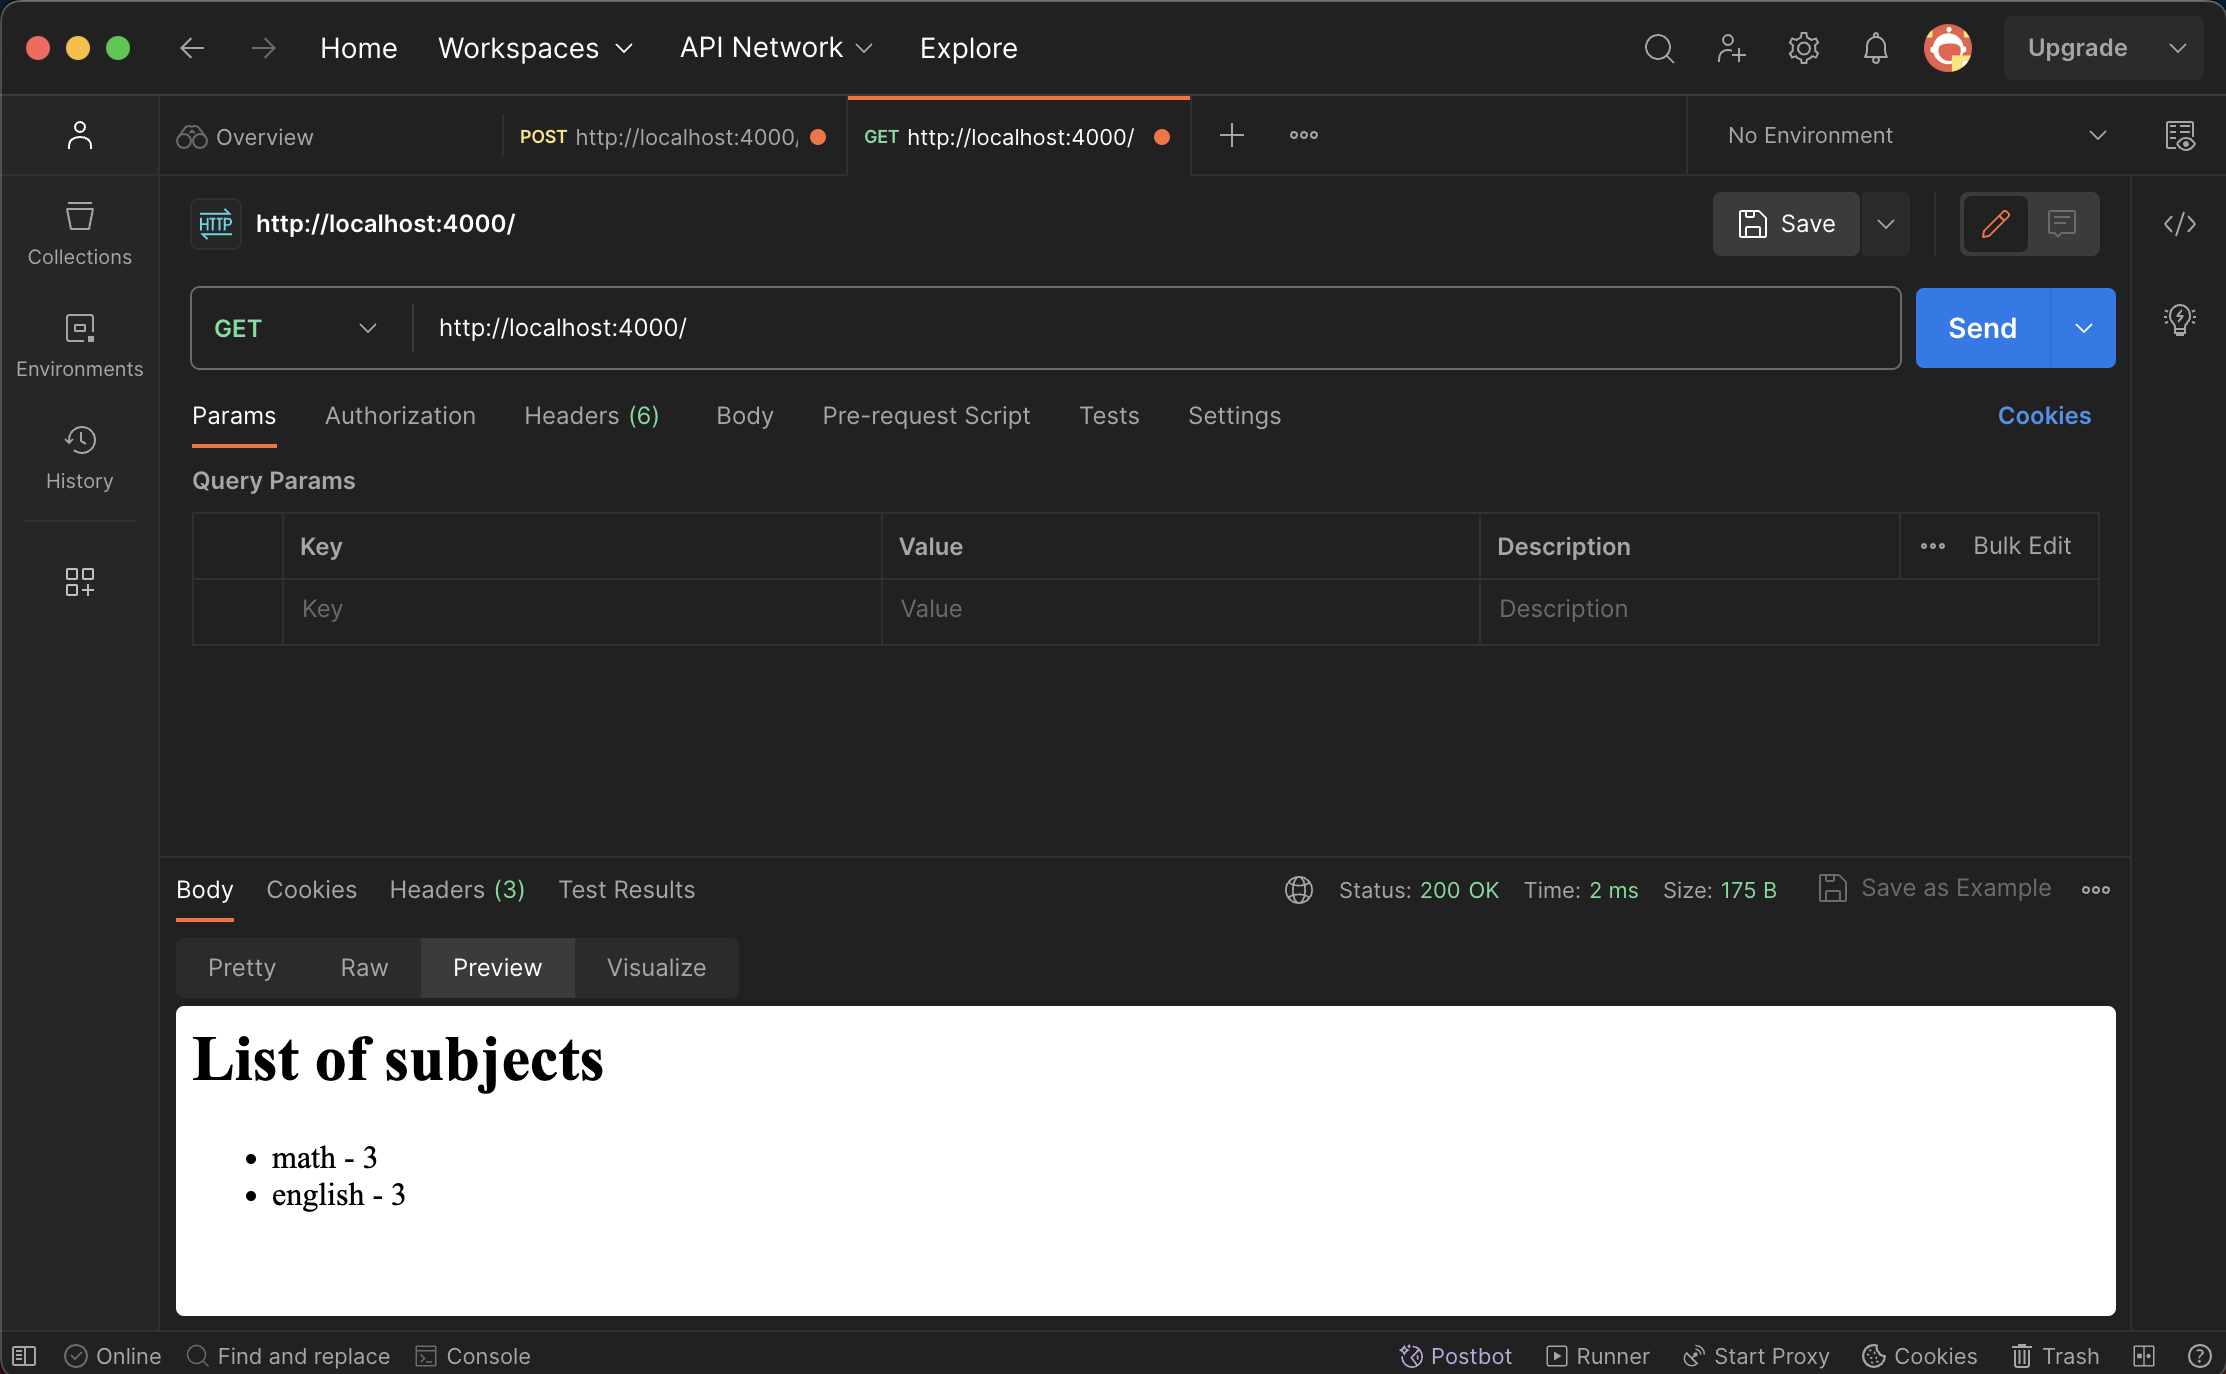 Home Workspaces API Network Explore Upgrade
Overview POST http://localhost:4000, GET http://localhost:4000/ No Environment
HTTP http://localhost:4000/ Save
Collections
GET http://localhost:4000/ Send
Environments
Params Authorization Headers (6) Body Pre-request Script Tests Settings Cookies
History
Query Params
Key Value Description Bulk Edit
Key Value Description
Body Cookies Headers (3) Test Results Status: 200 OK Time: 2 ms Size: 175 B Save as Example
Pretty Raw Preview Visualize
List of subjects
• math - 3
• english - 3
Online Find and replace Console Postbot Runner Start Proxy Cookies Trash